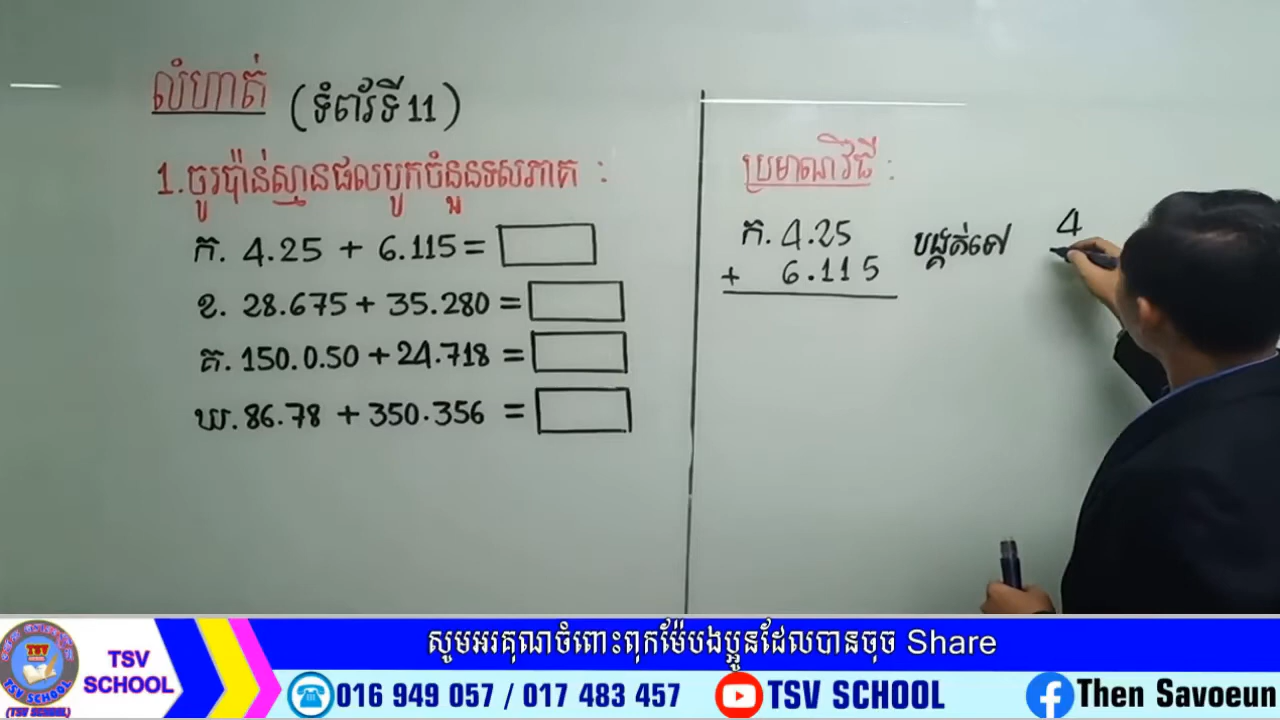 លំហាត់ (ទំពារ័ទី 11)
1. ចូរប៉ាន់ស្មានផលបូកចំនួនទសភាគ :
ក. 4.25 + 6.115 =
ខ. 28.675 + 35.280 =
គ. 150.0.50 + 24.718 =
ឃ. 86.78 + 350.356 =
ប្រមាណវិធី :
ក. 4.25 បង្គត់ទៅ 4
+ 6.115
សូមអរគុណចំពោះពុកម៉ែបងប្អូនដែលបានចុច Share
TSV SCHOOL
016 949 057 / 017 483 457 TSV SCHOOL Then Savoeun
TSV
TSV SCHOOL
(TSV SCHOOL)